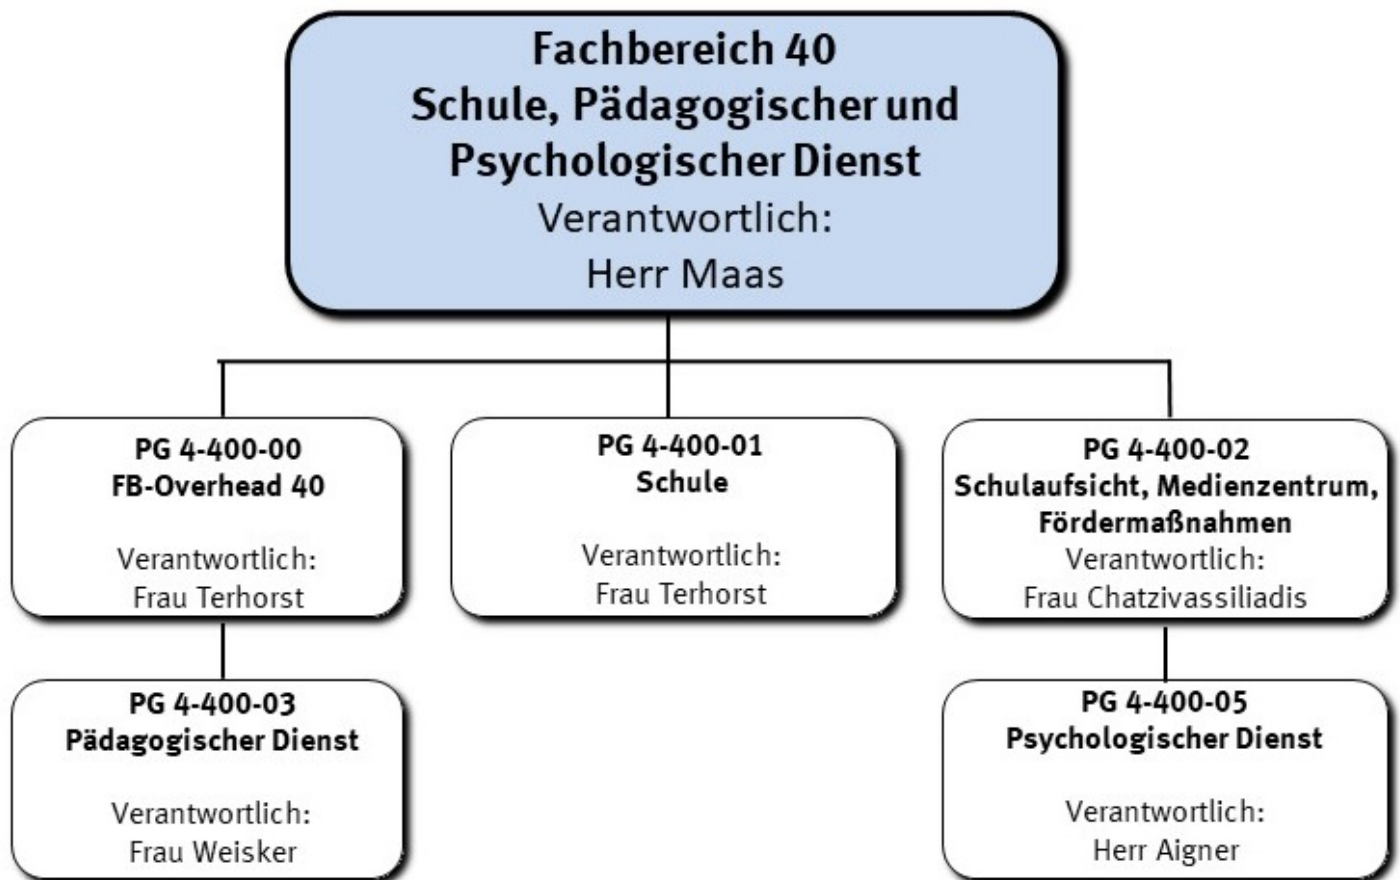 Fachbereich 40
Schule, Pädagogischer und
Psychologischer Dienst
Verantwortlich:
Herr Maas
PG 4-400-00
FB-Overhead 40
Verantwortlich:
Frau Terhorst
PG 4-400-01
Schule
Verantwortlich:
Frau Terhorst
PG 4-400-02
Schulaufsicht, Medienzentrum,
Fördermaßnahmen
Verantwortlich:
Frau Chatzivassiliadis
PG 4-400-03
Pädagogischer Dienst
Verantwortlich:
Frau Weisker
PG 4-400-05
Psychologischer Dienst
Verantwortlich:
Herr Aigner